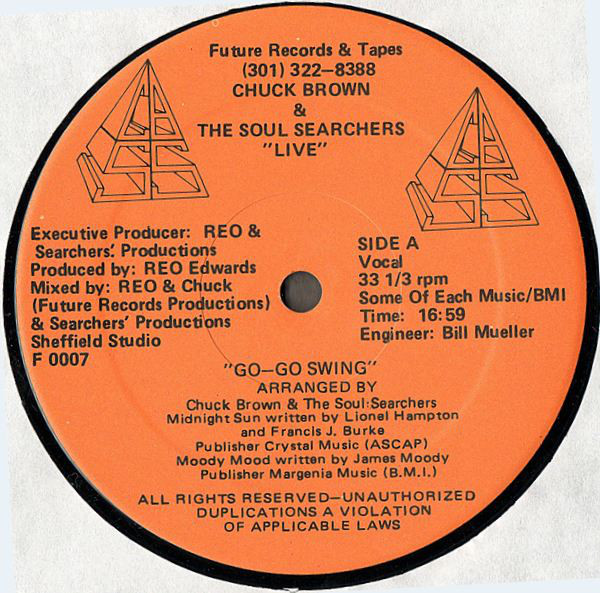 Future Records & Tapes
(301) 322-8388
CHUCK BROWN
&
THE SOUL SEARCHERS
"LIVE"
Executive Producer: REO &
Searchers'. Productions
Produced by: REO Edwards
Mixed by: REO & Chuck
(Future Records Productions)
& Searchers' Productions
Sheffield Studio
F 0007
SIDE A
Vocal
33 1/3 rpm
Some Of Each Music/BMI
Time: 16:59
Engineer: Bill Mueller
"GO-GO SWING"
ARRANGED BY
Chuck Brown & The Soul:Searchers
Midnight Sun written by Lionel Hampton
and Francis J. Burke
Publisher Crystal Music (ASCAP)
Moody Mood written by James Moody
Publisher Margenia Music (B.M.I.)
ALL RIGHTS RESERVED-UNAUTHORIZED
DUPLICATIONS A VIOLATION
OF APPLICABLE LAWS